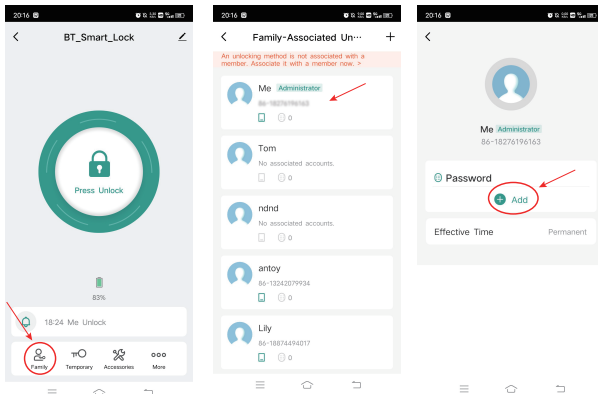 20:16
BT_Smart_Lock
Press Unlock
83%
18:24 Me Unlock
Family
Temporary
Accessories
More
20:16
Family-Associated Un···
An unlocking method is not associated with a
member. Associate it with a member now. >
Me Administrator
0
Tom
No associated accounts.
0
ndnd
No associated accounts.
0
antoy
86-13242079934
0
Lily
86-18874494017
0
20:16
Me Administrator
86-18276196163
Password
Add
Effective Time Permanent